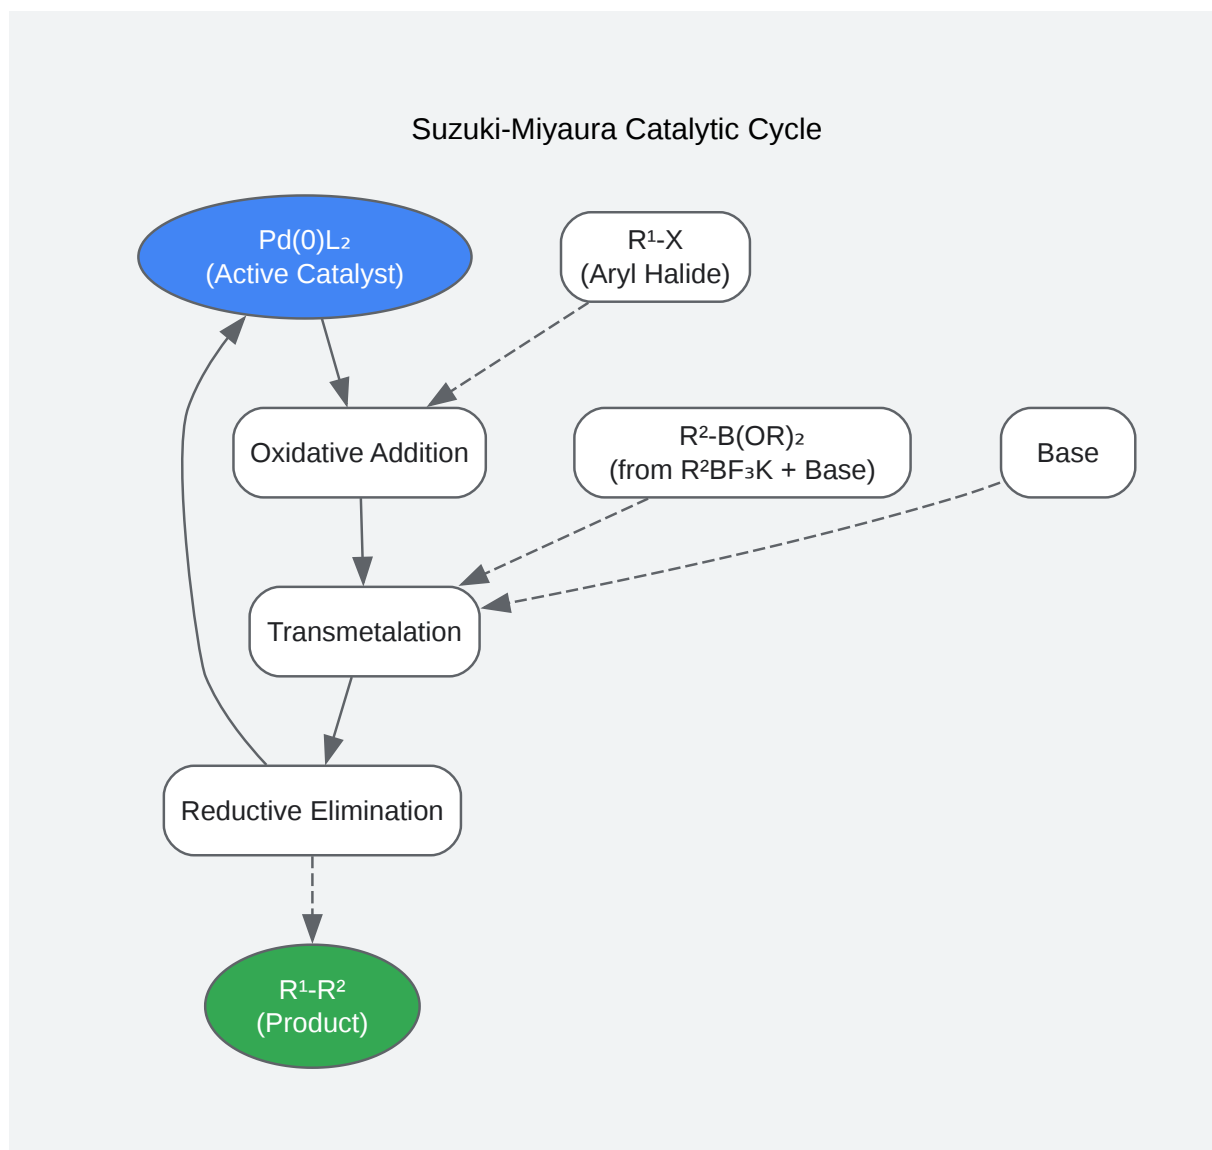 Suzuki-Miyaura Catalytic Cycle
Pd(0)L₂
(Active Catalyst)
R¹-X
(Aryl Halide)
Oxidative Addition
R²-B(OR)₂
(from R²BF₃K + Base)
Base
Transmetalation
Reductive Elimination
R¹-R²
(Product)